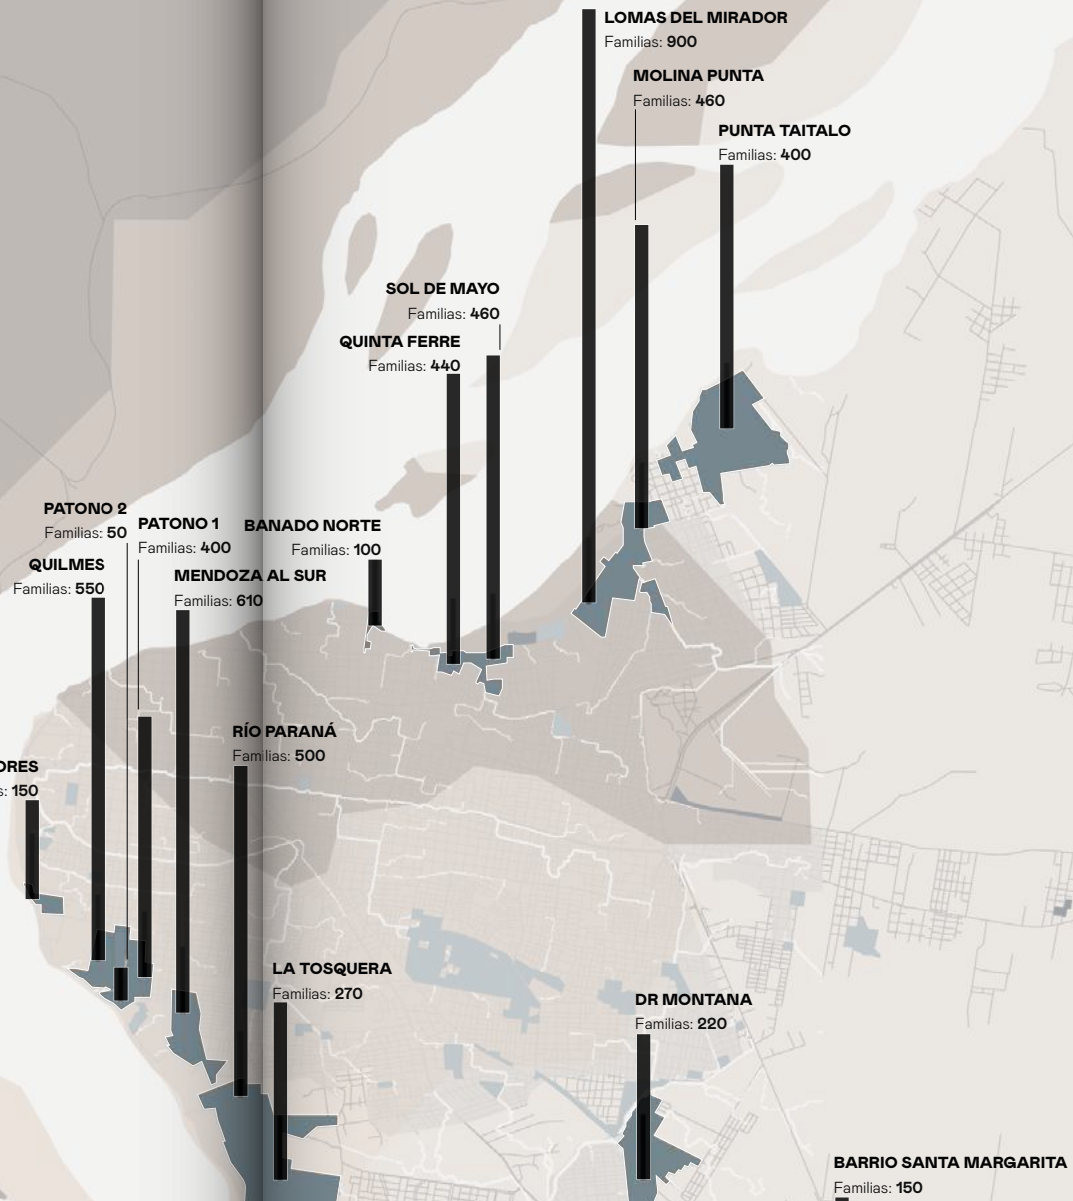 LOMAS DEL MIRADOR
Familias: 900
MOLINA PUNTA
Familias: 460
PUNTA TAITALO
Familias: 400
SOL DE MAYO
Familias: 460
QUINTA FERRE
Familias: 440
PATONO 2
Familias: 50
PATONO 1
Familias: 400
BANADO NORTE
Familias: 100
QUILMES
Familias: 550
MENDOZA AL SUR
Familias: 610
RÍO PARANÁ
Familias: 500
ORES
s: 150
LA TOSQUERA
Familias: 270
DR MONTANA
Familias: 220
BARRIO SANTA MARGARITA
Familias: 150